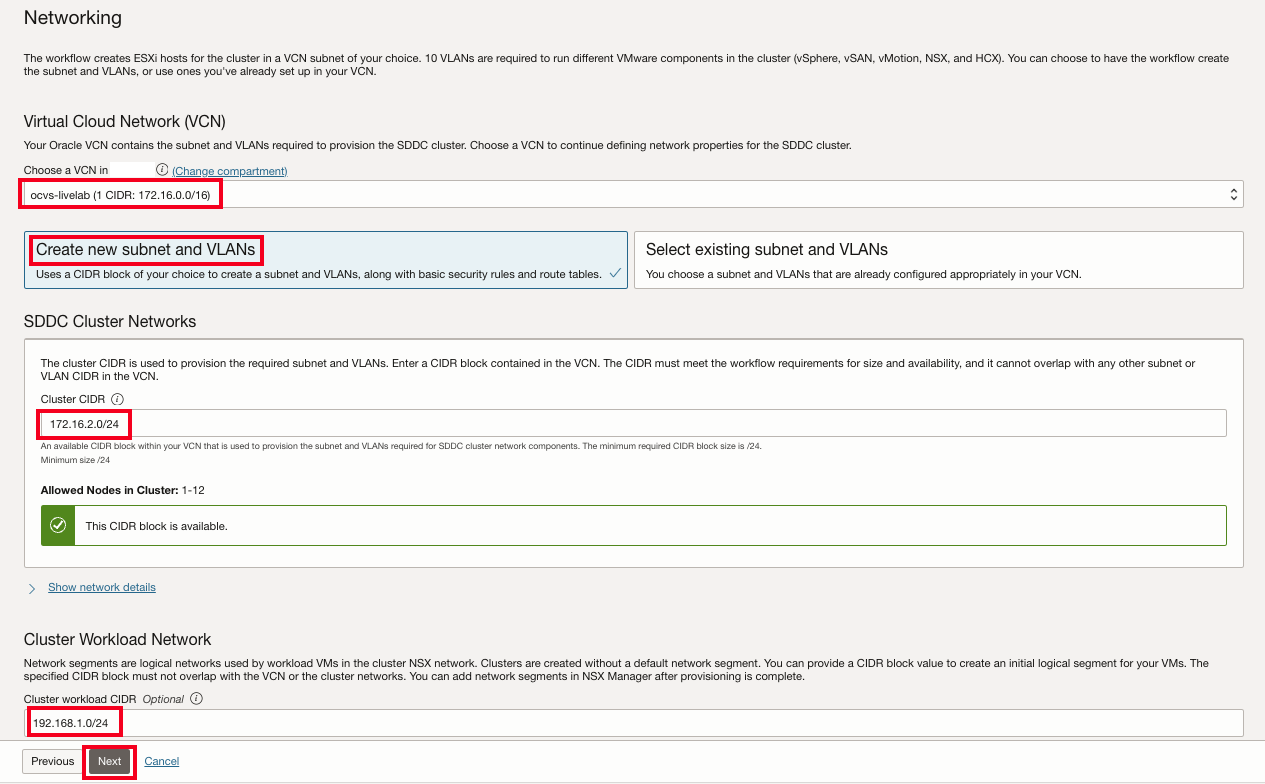 Networking
The workflow creates ESXi hosts for the cluster in a VCN subnet of your choice. 10 VLANs are required to run different VMware components in the cluster (vSphere, vSAN, vMotion, NSX, and HCX). You can choose to have the workflow create
the subnet and VLANs, or use ones you've already set up in your VCN.
Virtual Cloud Network (VCN)
Your Oracle VCN contains the subnet and VLANs required to provision the SDDC cluster. Choose a VCN to continue defining network properties for the SDDC cluster.
Choose a VCN in (Change compartment)
ocvs-livelab (1 CIDR: 172.16.0.0/16)
Create new subnet and VLANs
Uses a CIDR block of your choice to create a subnet and VLANs, along with basic security rules and route tables.
Select existing subnet and VLANs
You choose a subnet and VLANs that are already configured appropriately in your VCN.
SDDC Cluster Networks
The cluster CIDR is used to provision the required subnet and VLANs. Enter a CIDR block contained in the VCN. The CIDR must meet the workflow requirements for size and availability, and it cannot overlap with any other subnet or
VLAN CIDR in the VCN.
Cluster CIDR
172.16.2.0/24
An available CIDR block within your VCN that is used to provision the subnet and VLANs required for SDDC cluster network components. The minimum required CIDR block size is /24.
Minimum size /24
Allowed Nodes in Cluster: 1-12
This CIDR block is available.
Show network details
Cluster Workload Network
Network segments are logical networks used by workload VMs in the cluster NSX network. Clusters are created without a default network segment. You can provide a CIDR block value to create an initial logical segment for your VMs. The
specified CIDR block must not overlap with the VCN or the cluster networks. You can add network segments in NSX Manager after provisioning is complete.
Cluster workload CIDR Optional
192.168.1.0/24
Previous Next Cancel